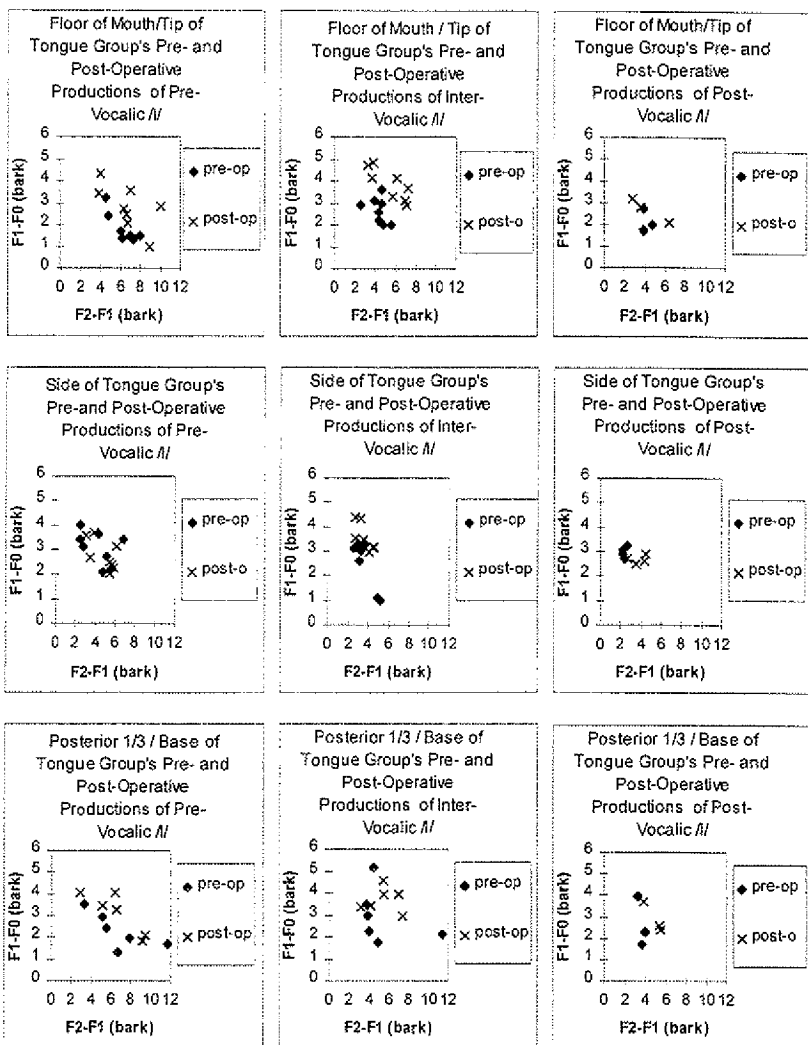 Floor of Mouth/Tip of
Tongue Group's Pre- and
Post-Operative
Productions of Pre-
Vocalic /l/
F1-F0 (bark)
6
5
4
3
2
1
0
0 2 4 6 8 10 12
F2-F1 (bark)
pre-op
post-op
Floor of Mouth / Tip of
Tongue Group's Pre- and
Post-Operative
Productions of Inter-
Vocalic /l/
F1-F0 (bark)
6
5
4
3
2
1
0
0 2 4 6 8 10 12
F2-F1 (bark)
pre-op
post-o
Floor of Mouth/Tip of
Tongue Group's Pre- and
Post-Operative
Productions of Post-
Vocalic /l/
F1-F0 (bark)
6
5
4
3
2
1
0
0 2 4 6 8 10 12
F2-F1 (bark)
pre-op
post-o
Side of Tongue Group's
Pre-and Post-Operative
Productions of Pre-
Vocalic /l/
F1-F0 (bark)
6
5
4
3
2
1
0
0 2 4 6 8 10 12
F2-F1 (bark)
pre-op
post-o
Side of Tongue Group's
Pre- and Post-Operative
Productions of Inter-
Vocalic /l/
F1-F0 (bark)
6
5
4
3
2
1
0
0 2 4 6 8 10 12
F2-F1 (bark)
pre-op
post-op
Side of Tongue Group's
Pre- and Post-Operative
Productions of Post-
Vocalic /l/
F1-F0 (bark)
6
5
4
3
2
1
0
0 2 4 6 8 10 12
F2-F1 (bark)
pre-op
post-op
Posterior 1/3 / Base of
Tongue Group's Pre- and
Post-Operative
Productions of Pre-
Vocalic /l/
F1-F0 (bark)
6
5
4
3
2
1
0
0 2 4 6 8 10 12
F2-F1 (bark)
pre-op
post-op
Posterior 1/3 / Base of
Tongue Group's Pre- and
Post-Operative
Productions of Inter-
Vocalic /l/
F1-F0 (bark)
6
5
4
3
2
1
0
0 2 4 6 8 10 12
F2-F1 (bark)
pre-op
post-op
Posterior 1/3 / Base of
Tongue Group's Pre- and
Post-Operative
Productions of Post-
Vocalic /l/
F1-F0 (bark)
6
5
4
3
2
1
0
0 2 4 6 8 10 12
F2-F1 (bark)
pre-op
post-o